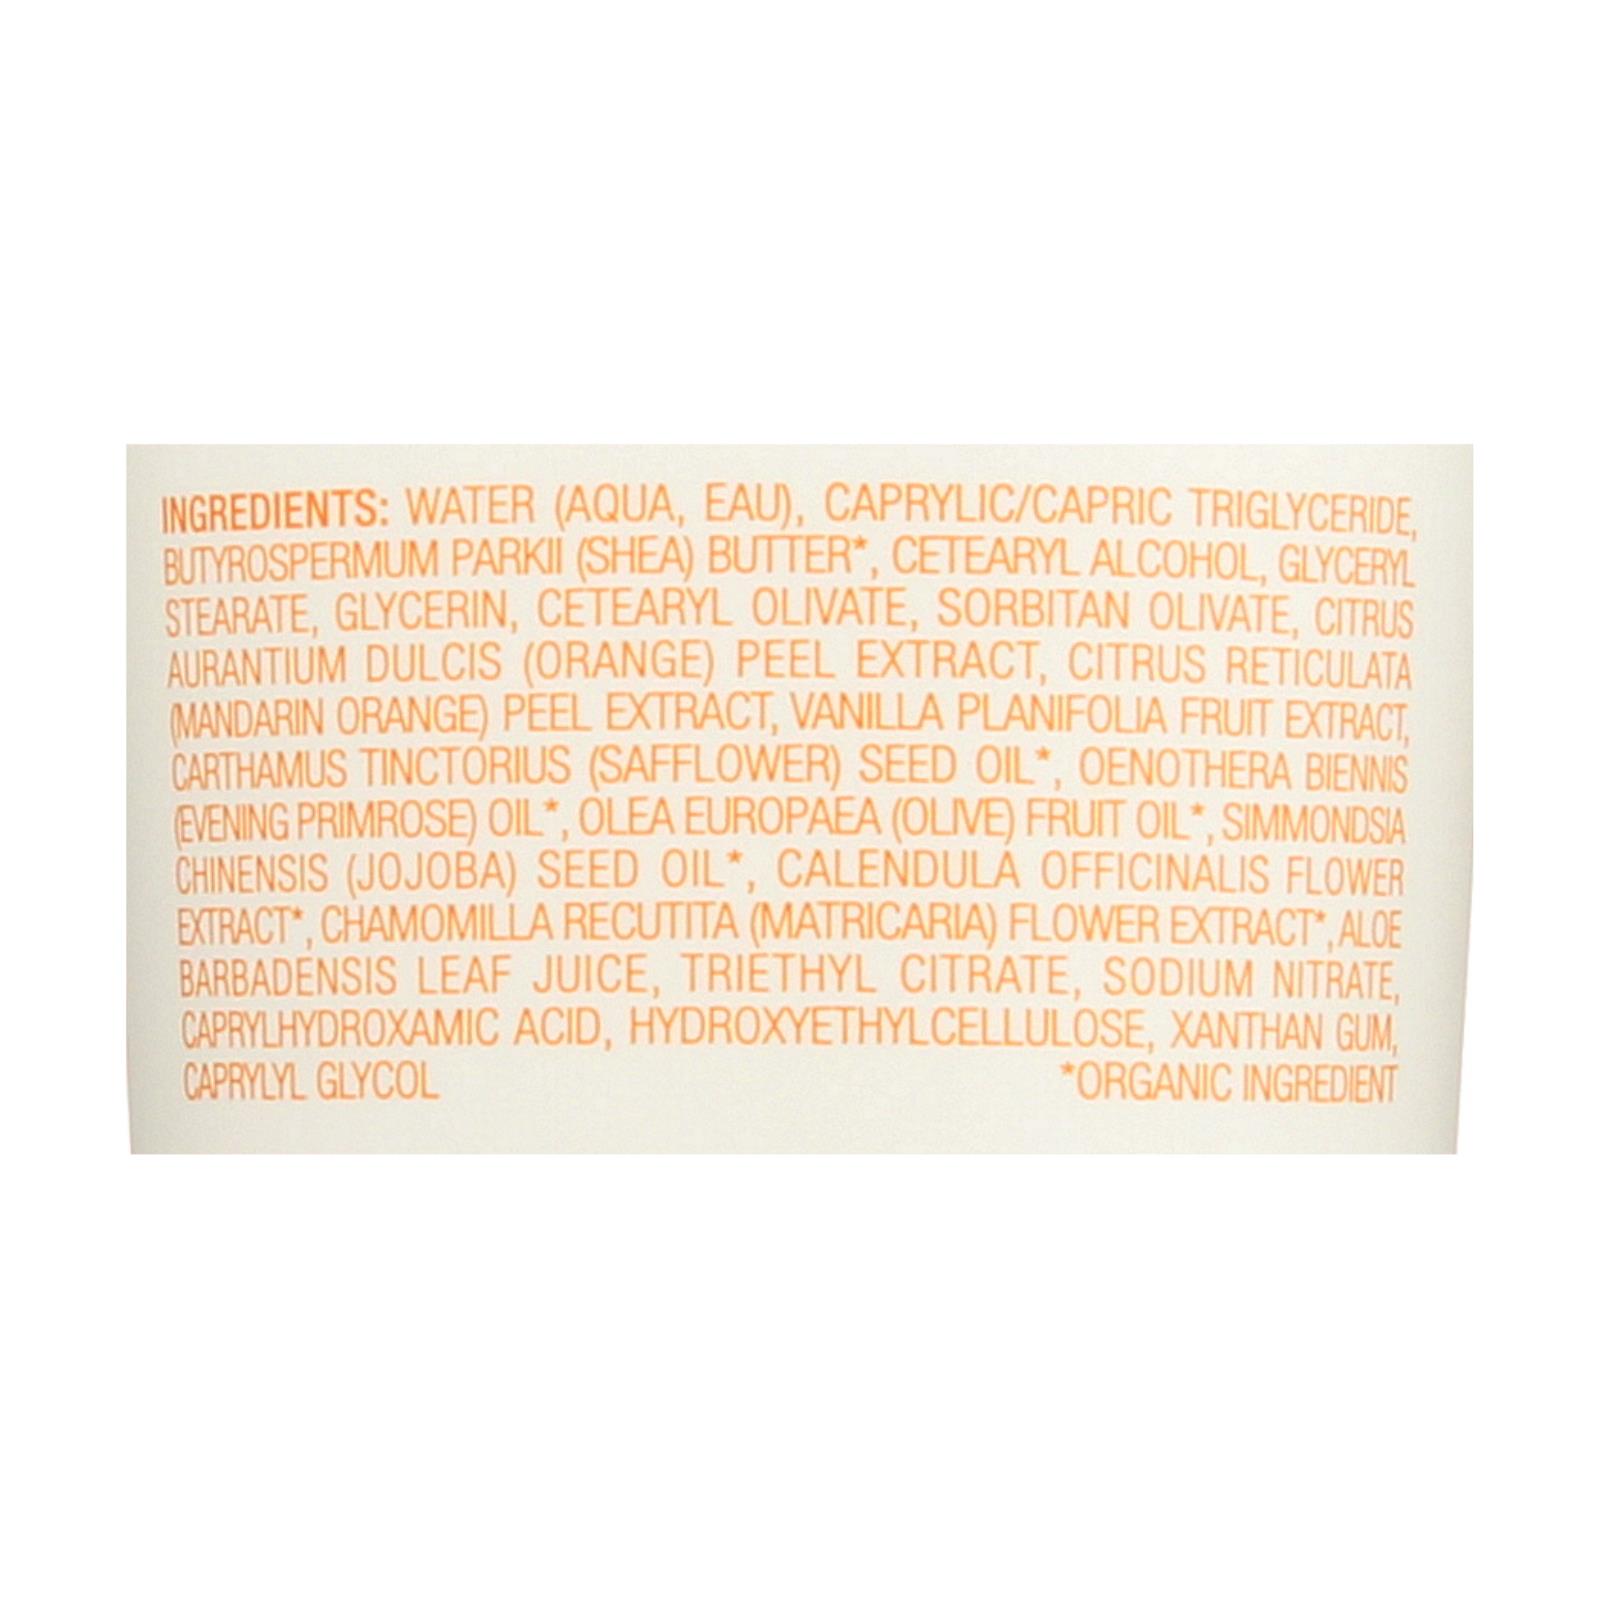 INGREDIENTS: WATER (AQUA, EAU), CAPRYLIC/CAPRIC TRIGLYCERIDE,
BUTYROSPERMUM PARKII (SHEA) BUTTER*, CETEARYL ALCOHOL, GLYCERYL
STEARATE, GLYCERIN, CETEARYL OLIVATE, SORBITAN OLIVATE, CITRUS
AURANTIUM DULCIS (ORANGE) PEEL EXTRACT, CITRUS RETICULATA
(MANDARIN ORANGE) PEEL EXTRACT, VANILLA PLANIFOLIA FRUIT EXTRACT,
CARTHAMUS TINCTORIUS (SAFFLOWER) SEED OIL*, OENOTHERA BIENNIS
(EVENING PRIMROSE) OIL*, OLEA EUROPAEA (OLIVE) FRUIT OIL*, SIMMONDSIA
CHINENSIS (JOJOBA) SEED OIL*, CALENDULA OFFICINALIS FLOWER
EXTRACT*, CHAMOMILLA RECUTITA (MATRICARIA) FLOWER EXTRACT*, ALOE
BARBADENSIS LEAF JUICE, TRIETHYL CITRATE, SODIUM NITRATE,
CAPRYLHYDROXAMIC ACID, HYDROXYETHYLCELLULOSE, XANTHAN GUM,
CAPRYLYL GLYCOL *ORGANIC INGREDIENT